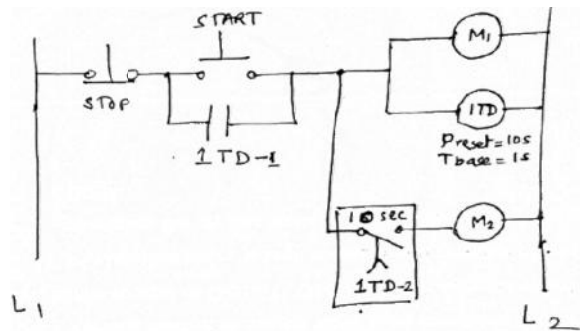 START
M1
STOP
1TD
1TD-1
Preset=10s
Tbase=1s
10 sec
M2
1TD-2
L1
L2